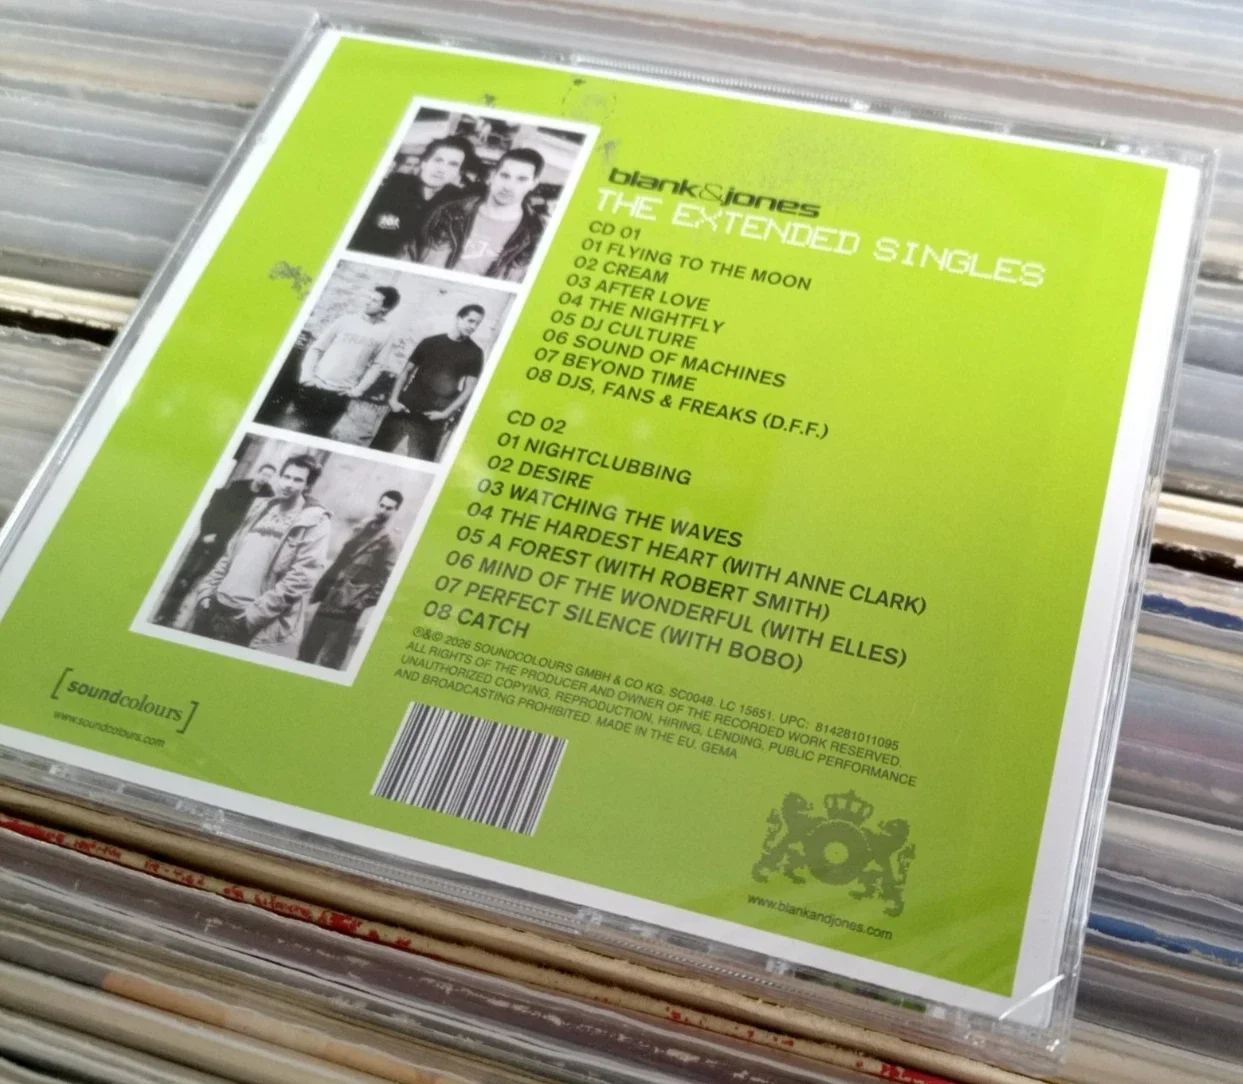 blank&jones
THE EXTENDED SINGLES
CD 01
01 FLYING TO THE MOON
02 CREAM
03 AFTER LOVE
04 THE NIGHTFLY
05 DJ CULTURE
06 SOUND OF MACHINES
07 BEYOND TIME
08 DJS, FANS & FREAKS (D.F.F.)
CD 02
01 NIGHTCLUBBING
02 DESIRE
03 WATCHING THE WAVES
04 THE HARDEST HEART (WITH ANNE CLARK)
05 A FOREST (WITH ROBERT SMITH)
06 MIND OF THE WONDERFUL (WITH ELLES)
07 PERFECT SILENCE (WITH BOBO)
08 CATCH
℗&© 2026 SOUNDCOLOURS GMBH & CO KG. SC0048. LC 15651. UPC: 814281011095
ALL RIGHTS OF THE PRODUCER AND OWNER OF THE RECORDED WORK RESERVED.
UNAUTHORIZED COPYING, REPRODUCTION, HIRING, LENDING, PUBLIC PERFORMANCE
AND BROADCASTING PROHIBITED. MADE IN THE EU. GEMA
[soundcolours]
www.soundcolours.com
www.blankandjones.com